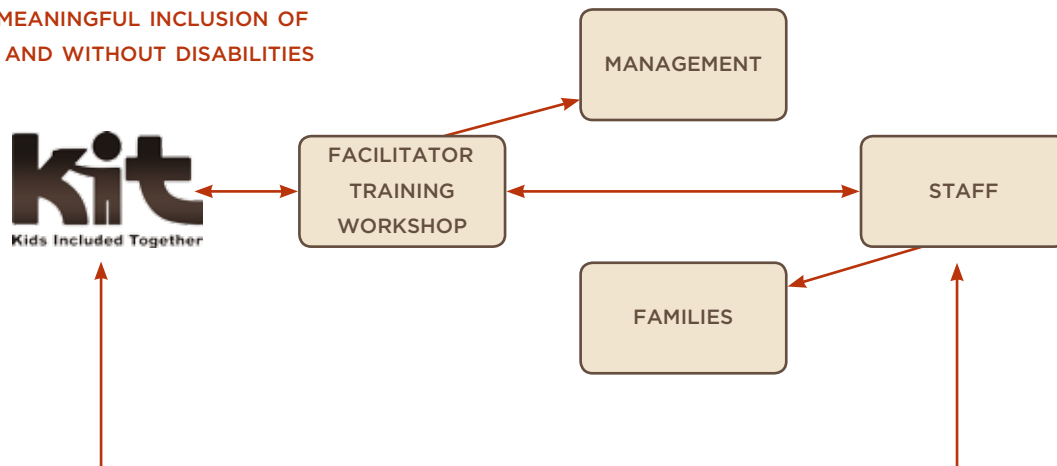 MEANINGFUL INCLUSION OF
AND WITHOUT DISABILITIES
MANAGEMENT
kit
Kids Included Together
FACILITATOR
TRAINING
WORKSHOP
STAFF
FAMILIES